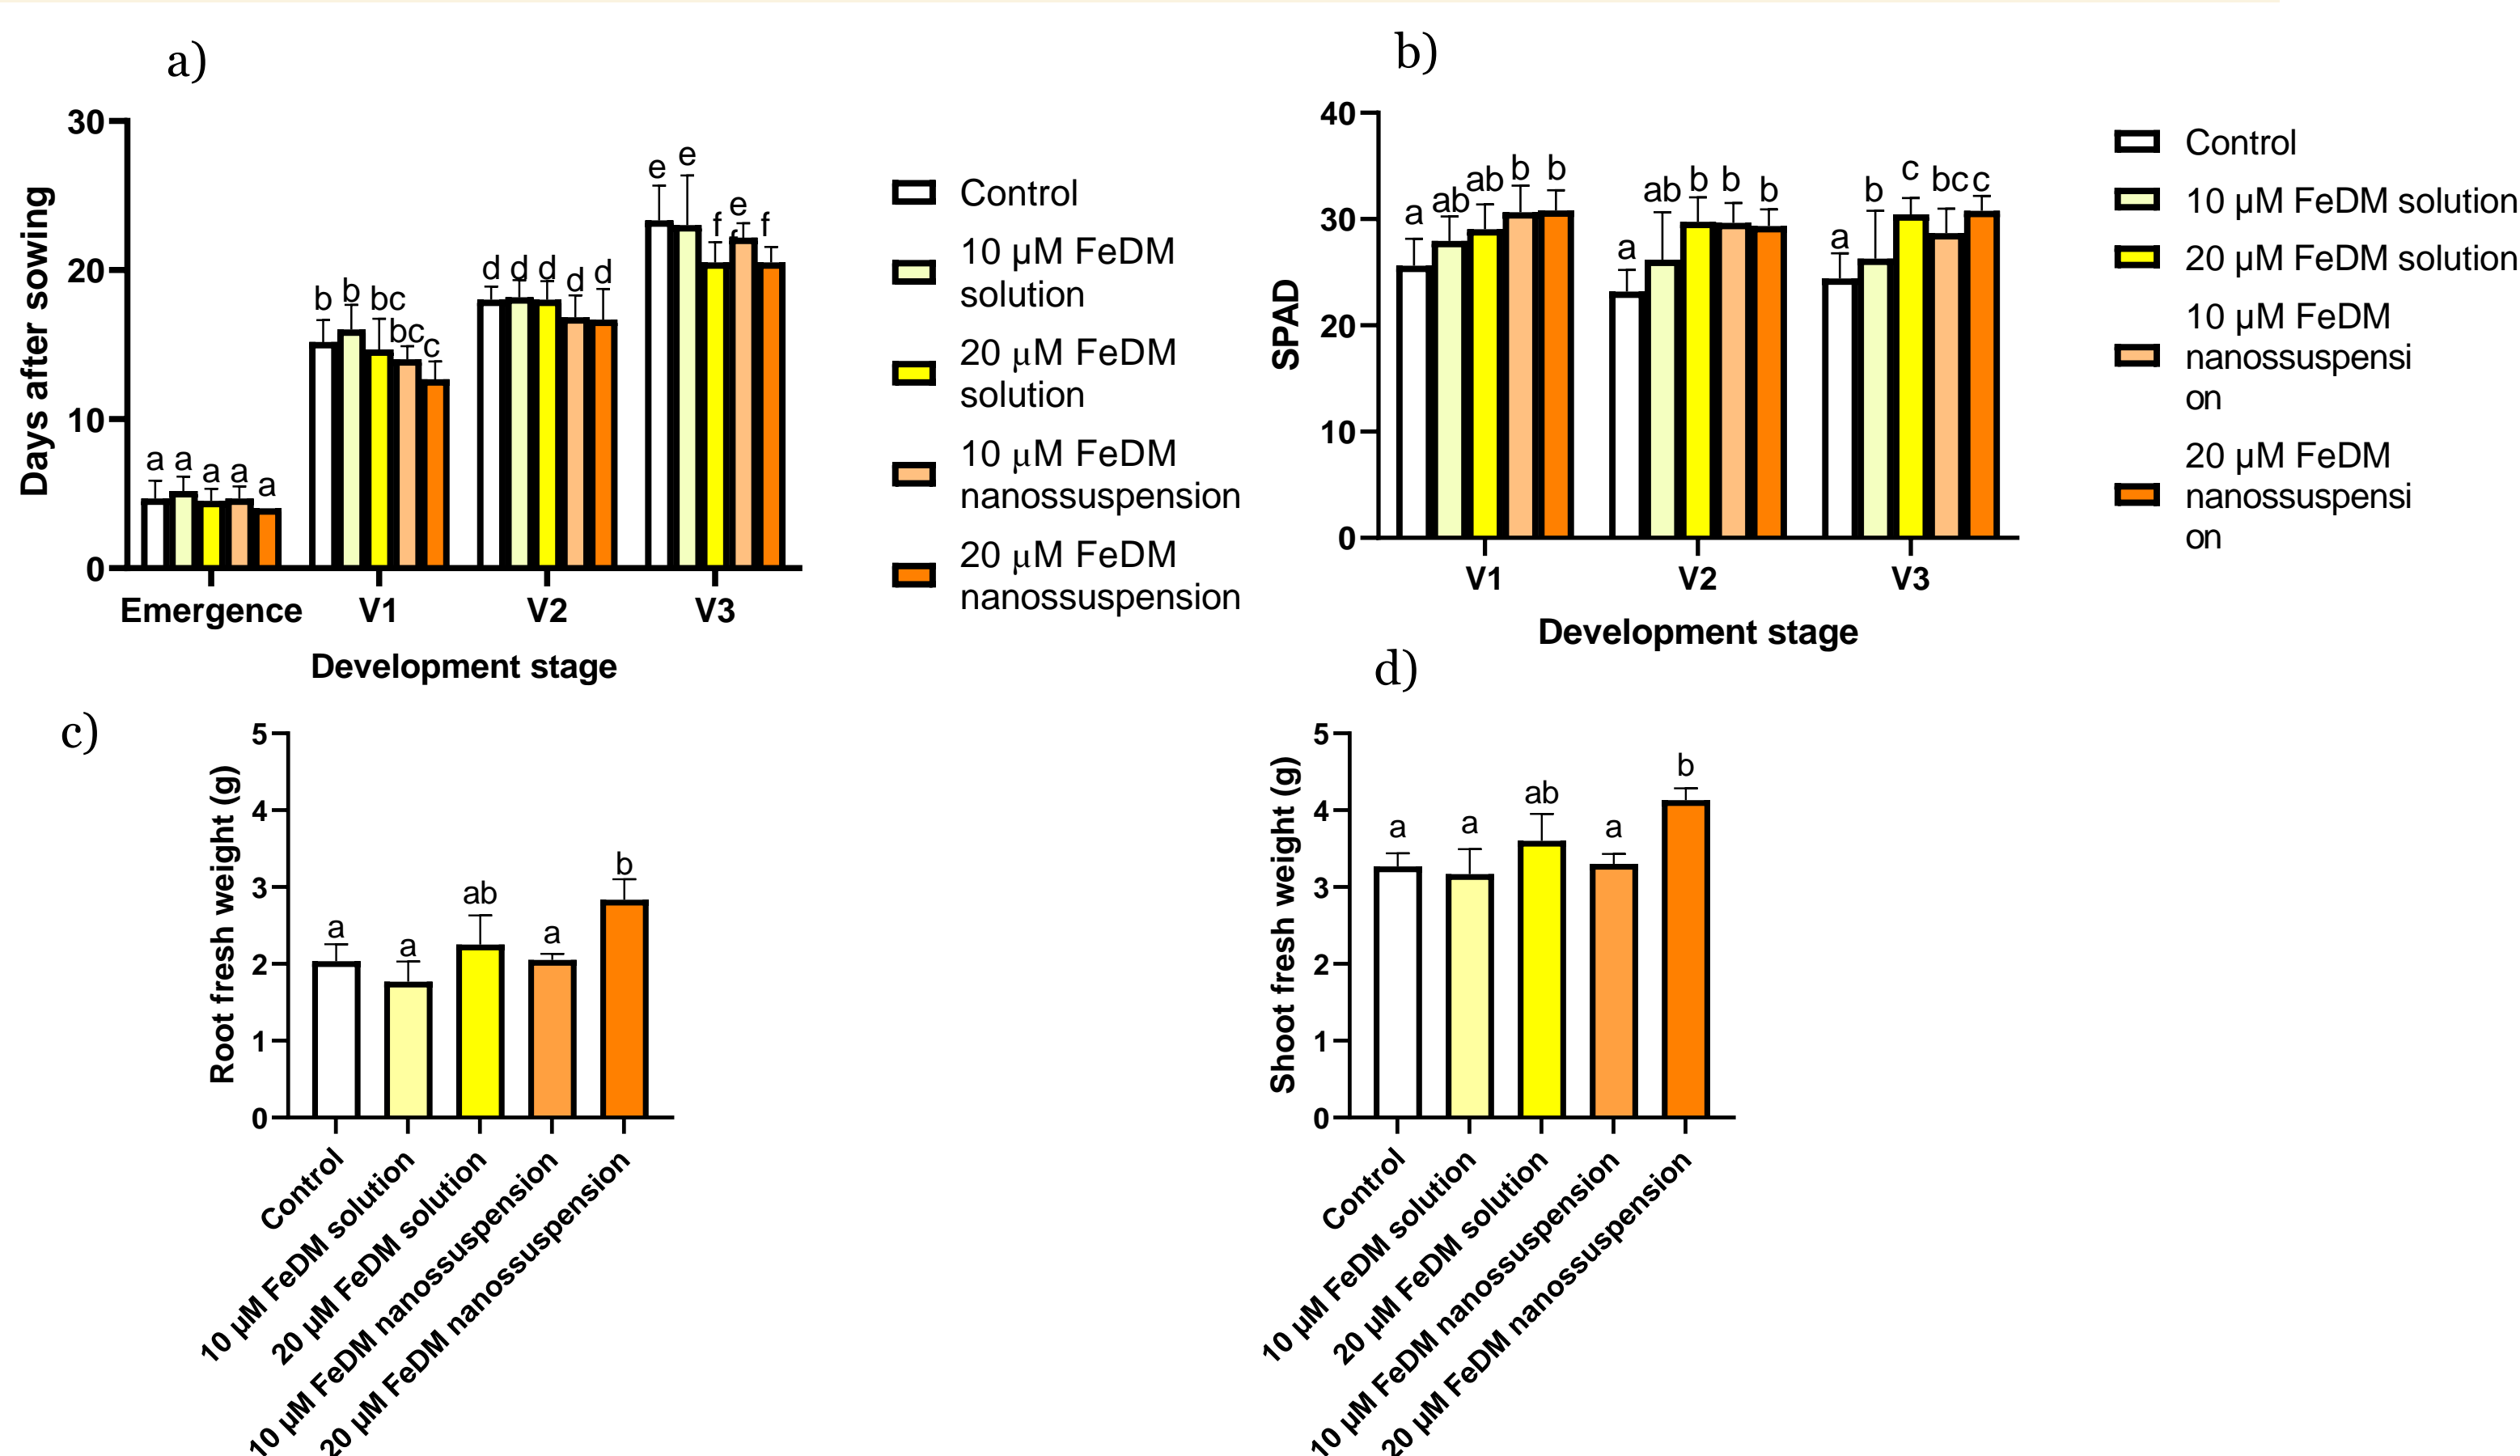 a)
30
20
10
0
Days after sowing
a a a a a
b b bc bc c
d d d d d
e e f e f
f
Emergence V1 V2 V3
Development stage
Control
10 µM FeDM
solution
20 µM FeDM
solution
10 µM FeDM
nanossuspension
20 µM FeDM
nanossuspension
b)
40
30
20
10
0
SPAD
a ab ab b b
a ab b b b
a b c bc c
V1 V2 V3
Development stage
Control
10 µM FeDM solution
20 µM FeDM solution
10 µM FeDM
nanossuspensi
on
20 µM FeDM
nanossuspensi
on
c)
5
4
3
2
1
0
Root fresh weight (g)
a a ab a b
Control
10 µM FeDM solution
20 µM FeDM solution
10 µM FeDM nanossuspension
20 µM FeDM nanossuspension
d)
5
4
3
2
1
0
Shoot fresh weight (g)
a a ab a b
Control
10 µM FeDM solution
20 µM FeDM solution
10 µM FeDM nanossuspension
20 µM FeDM nanossuspension